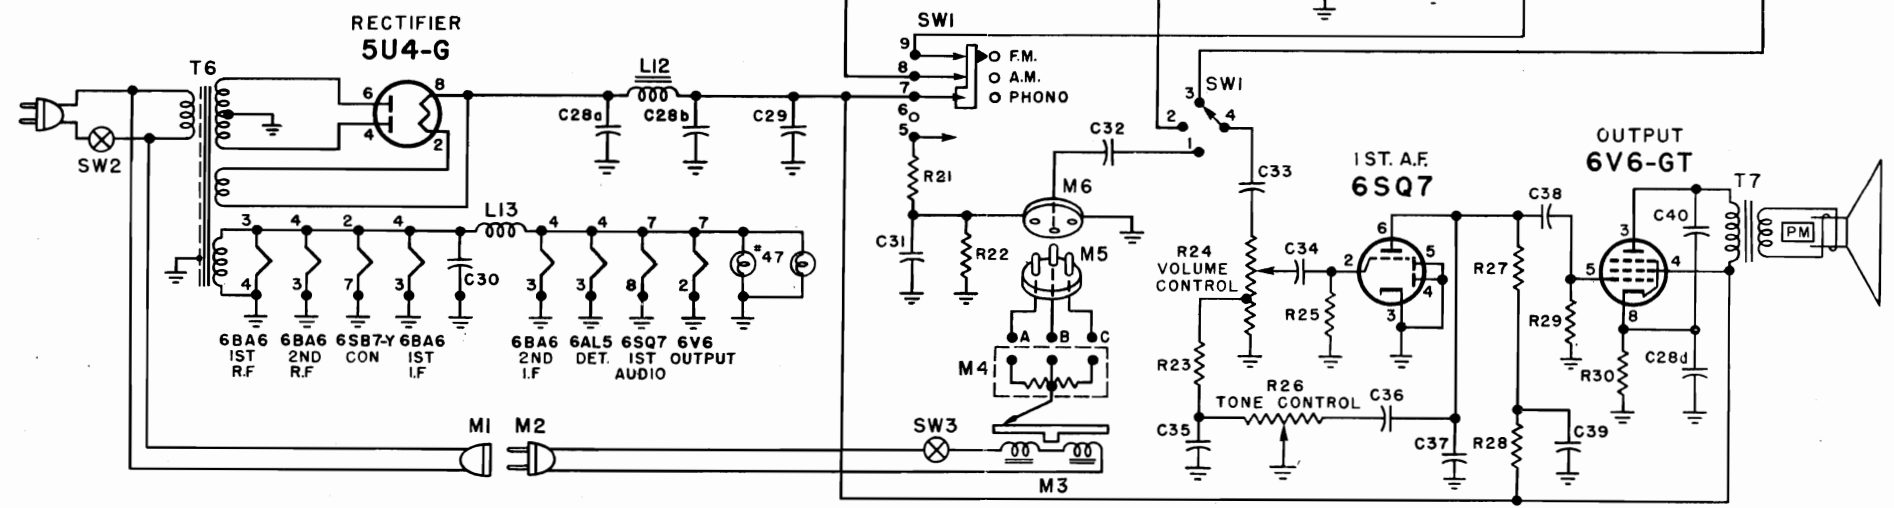 RECTIFIER
5U4-G
T6
SW2
6
4
8
2
L12
C28a
C28b
C29
SW1
9
8
7
6
5
F.M.
A.M.
PHONO
R21
C31
R22
M6
M5
A
B
C
M4
C32
SW1
3
2
4
1
C33
R24
VOLUME
CONTROL
C34
R25
R23
R26
TONE CONTROL
C35
C36
C37
1ST. A.F.
6SQ7
6
2
5
4
3
R27
R28
C38
C39
R29
OUTPUT
6V6-GT
3
5
4
8
R30
C40
C28d
T7
PM
L13
3
4
2
4
4
4
7
7
#47
C30
4
3
7
3
3
3
8
2
6BA6
1ST
R.F
6BA6
2ND
R.F
6SB7-Y
CON
6BA6
1ST
I.F
6BA6
2ND
I.F
6AL5
DET.
6SQ7
1ST
AUDIO
6V6
OUTPUT
M1
M2
SW3
M3